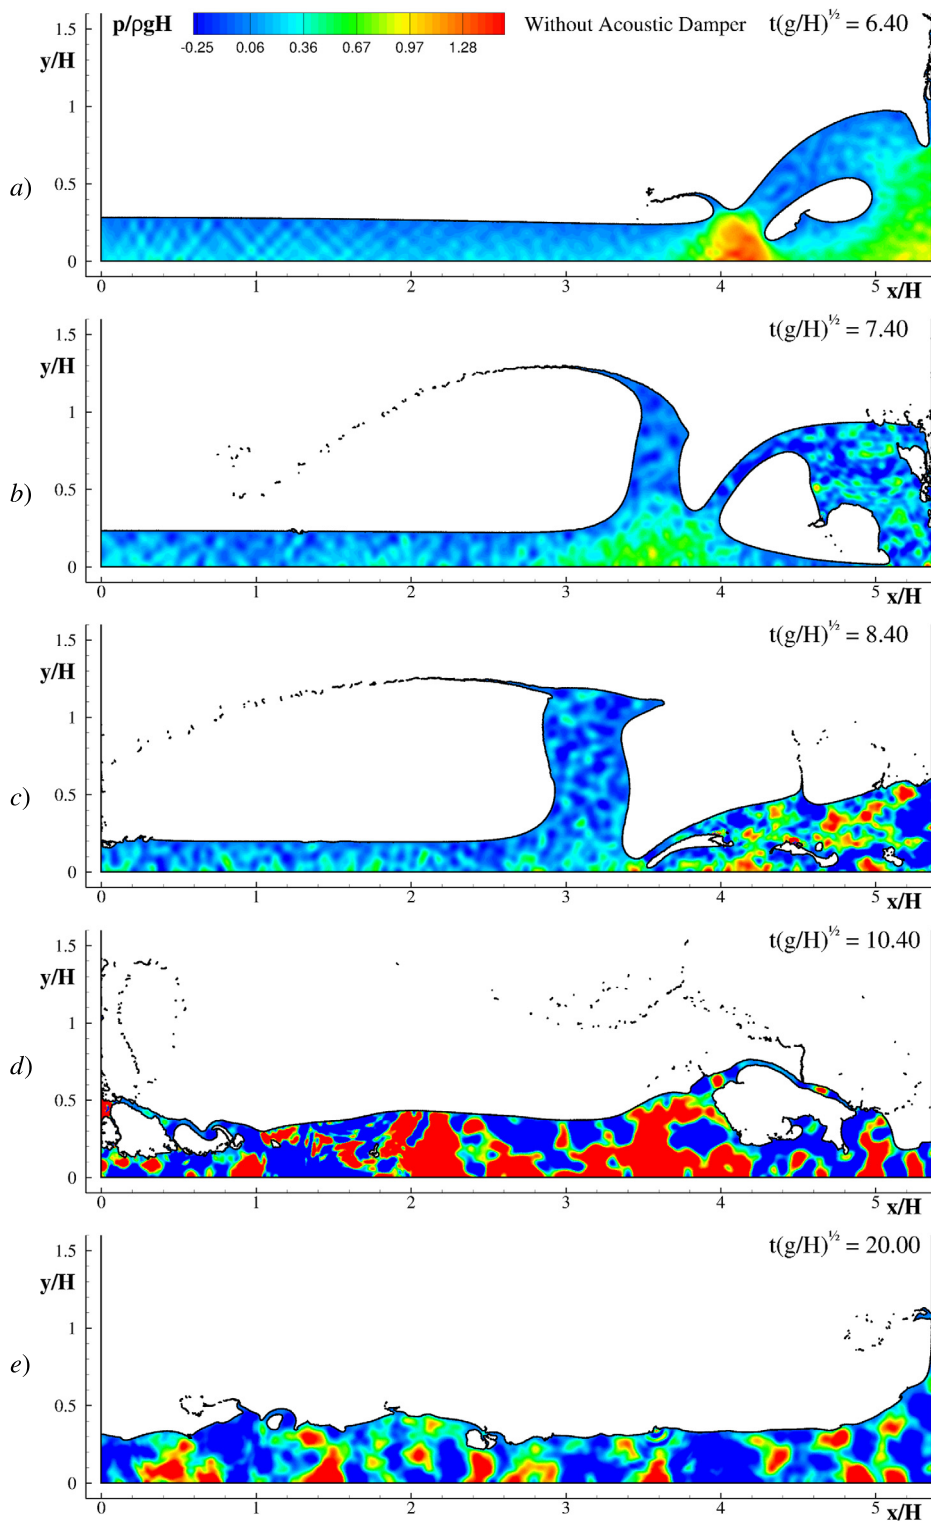 p/ρgH
Without Acoustic Damper
t(g/H)^½ = 6.40
-0.25 0.06 0.36 0.67 0.97 1.28
y/H
1
0.5
0
a)
0 1 2 3 4 5
x/H
t(g/H)^½ = 7.40
1.5
y/H
1
0.5
0
b)
0 1 2 3 4 5
x/H
t(g/H)^½ = 8.40
1.5
y/H
1
0.5
0
c)
0 1 2 3 4 5
x/H
t(g/H)^½ = 10.40
1.5
y/H
1
0.5
0
d)
0 1 2 3 4 5
x/H
t(g/H)^½ = 20.00
1.5
y/H
1
0.5
0
e)
0 1 2 3 4 5
x/H